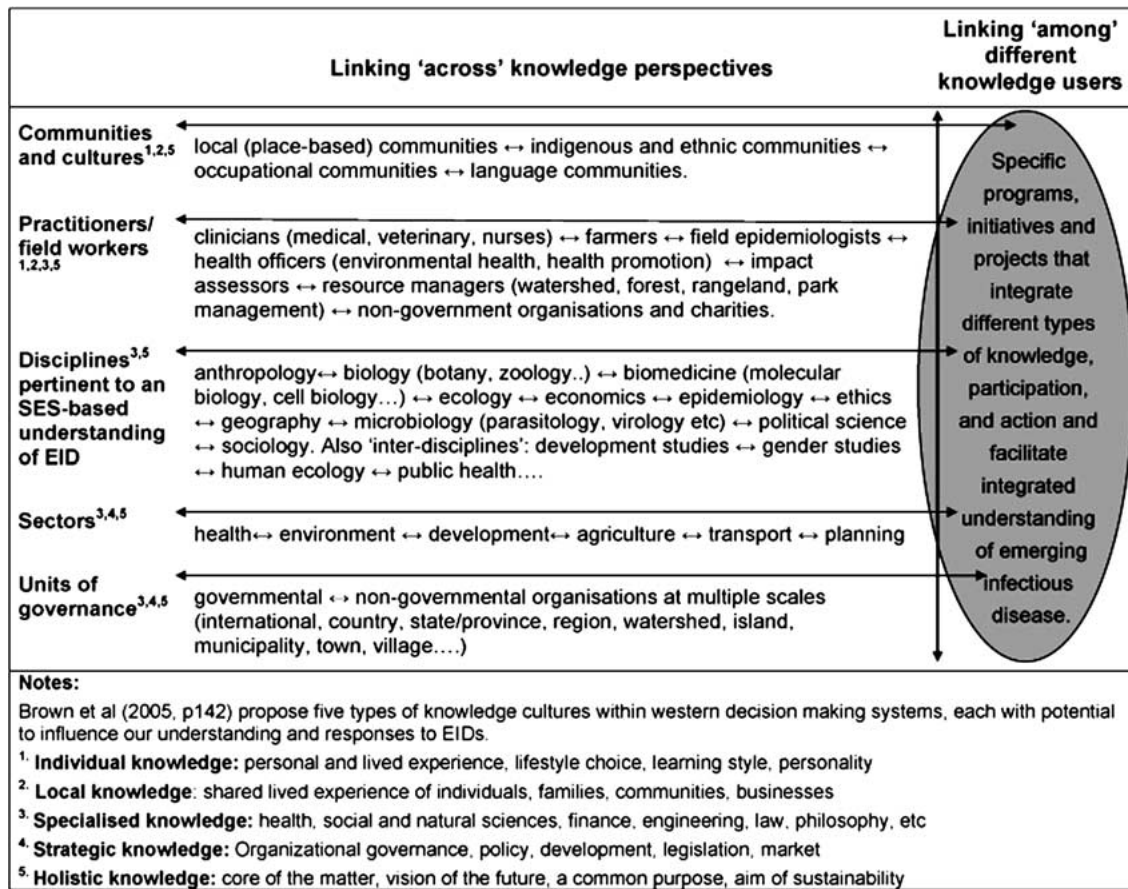 Linking ‘across’ knowledge perspectives
Linking ‘among’
different
knowledge users
Communities
and cultures1,2,5
local (place-based) communities ↔ indigenous and ethnic communities ↔
occupational communities ↔ language communities.
Practitioners/
field workers
1,2,3,5
clinicians (medical, veterinary, nurses) ↔ farmers ↔ field epidemiologists ↔
health officers (environmental health, health promotion) ↔ impact
assessors ↔ resource managers (watershed, forest, rangeland, park
management) ↔ non-government organisations and charities.
Disciplines3,5
pertinent to an
SES-based
understanding
of EID
anthropology↔ biology (botany, zoology..) ↔ biomedicine (molecular
biology, cell biology…) ↔ ecology ↔ economics ↔ epidemiology ↔ ethics
↔ geography ↔ microbiology (parasitology, virology etc) ↔ political science
↔ sociology. Also ‘inter-disciplines’: development studies ↔ gender studies
↔ human ecology ↔ public health….
Sectors3,4,5
health↔ environment ↔ development↔ agriculture ↔ transport ↔ planning
Units of
governance3,4,5
governmental ↔ non-governmental organisations at multiple scales
(international, country, state/province, region, watershed, island,
municipality, town, village….)
Specific
programs,
initiatives and
projects that
integrate
different types
of knowledge,
participation,
and action and
facilitate
integrated
understanding
of emerging
infectious
disease.
Notes:
Brown et al (2005, p142) propose five types of knowledge cultures within western decision making systems, each with potential
to influence our understanding and responses to EIDs.
1. Individual knowledge: personal and lived experience, lifestyle choice, learning style, personality
2. Local knowledge: shared lived experience of individuals, families, communities, businesses
3. Specialised knowledge: health, social and natural sciences, finance, engineering, law, philosophy, etc
4. Strategic knowledge: Organizational governance, policy, development, legislation, market
5. Holistic knowledge: core of the matter, vision of the future, a common purpose, aim of sustainability